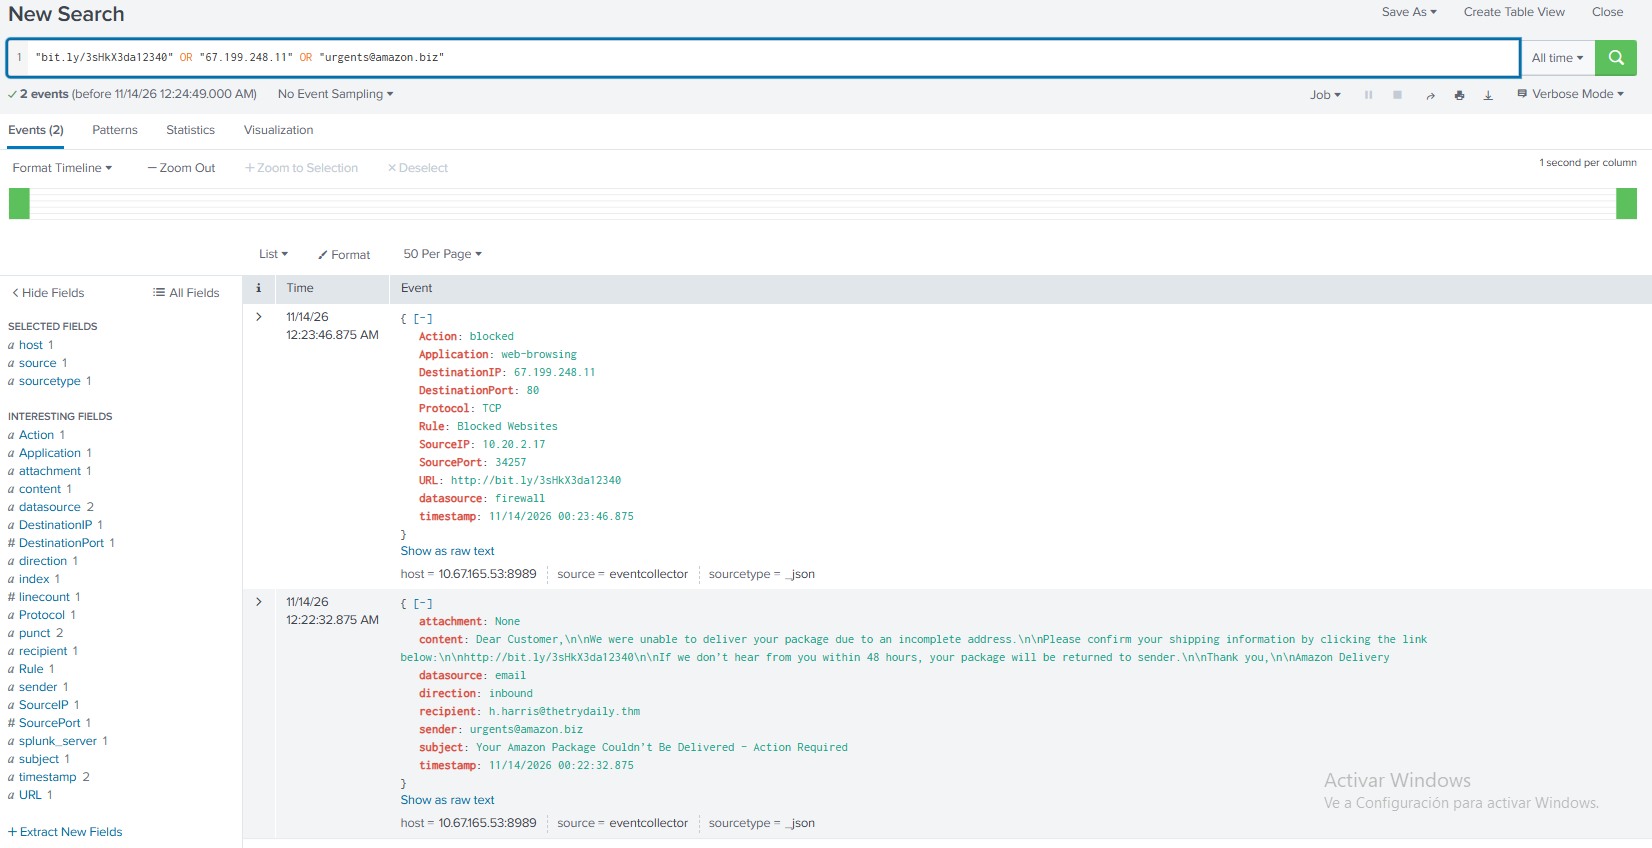 New Search
Save As ▾ Create Table View Close
1 "bit.ly/3sHkX3da12340" OR "67.199.248.11" OR "urgents@amazon.biz"
All time ▾
✓ 2 events (before 11/14/26 12:24:49.000 AM) No Event Sampling ▾
Job ▾ Verbose Mode ▾
Events (2) Patterns Statistics Visualization
Format Timeline ▾ — Zoom Out + Zoom to Selection × Deselect
1 second per column
List ▾ Format 50 Per Page ▾
< Hide Fields All Fields
SELECTED FIELDS
a host 1
a source 1
a sourcetype 1
INTERESTING FIELDS
a Action 1
a Application 1
a attachment 1
a content 1
a datasource 2
a DestinationIP 1
# DestinationPort 1
a direction 1
a index 1
# linecount 1
a Protocol 1
a punct 2
a recipient 1
a Rule 1
a sender 1
a SourceIP 1
# SourcePort 1
a splunk_server 1
a subject 1
a timestamp 2
a URL 1
+ Extract New Fields
i Time Event
> 11/14/26
12:23:46.875 AM
{ [-]
Action: blocked
Application: web-browsing
DestinationIP: 67.199.248.11
DestinationPort: 80
Protocol: TCP
Rule: Blocked Websites
SourceIP: 10.20.2.17
SourcePort: 34257
URL: http://bit.ly/3sHkX3da12340
datasource: firewall
timestamp: 11/14/2026 00:23:46.875
}
Show as raw text
host = 10.67.165.53:8989 source = eventcollector sourcetype = _json
> 11/14/26
12:22:32.875 AM
{ [-]
attachment: None
content: Dear Customer,\n\nWe were unable to deliver your package due to an incomplete address.\n\nPlease confirm your shipping information by clicking the link
below:\n\nhttp://bit.ly/3sHkX3da12340\n\nIf we don't hear from you within 48 hours, your package will be returned to sender.\n\nThank you,\n\nAmazon Delivery
datasource: email
direction: inbound
recipient: h.harris@thetrydaily.thm
sender: urgents@amazon.biz
subject: Your Amazon Package Couldn't Be Delivered – Action Required
timestamp: 11/14/2026 00:22:32.875
}
Show as raw text
host = 10.67.165.53:8989 source = eventcollector sourcetype = _json
Activar Windows
Ve a Configuración para activar Windows.